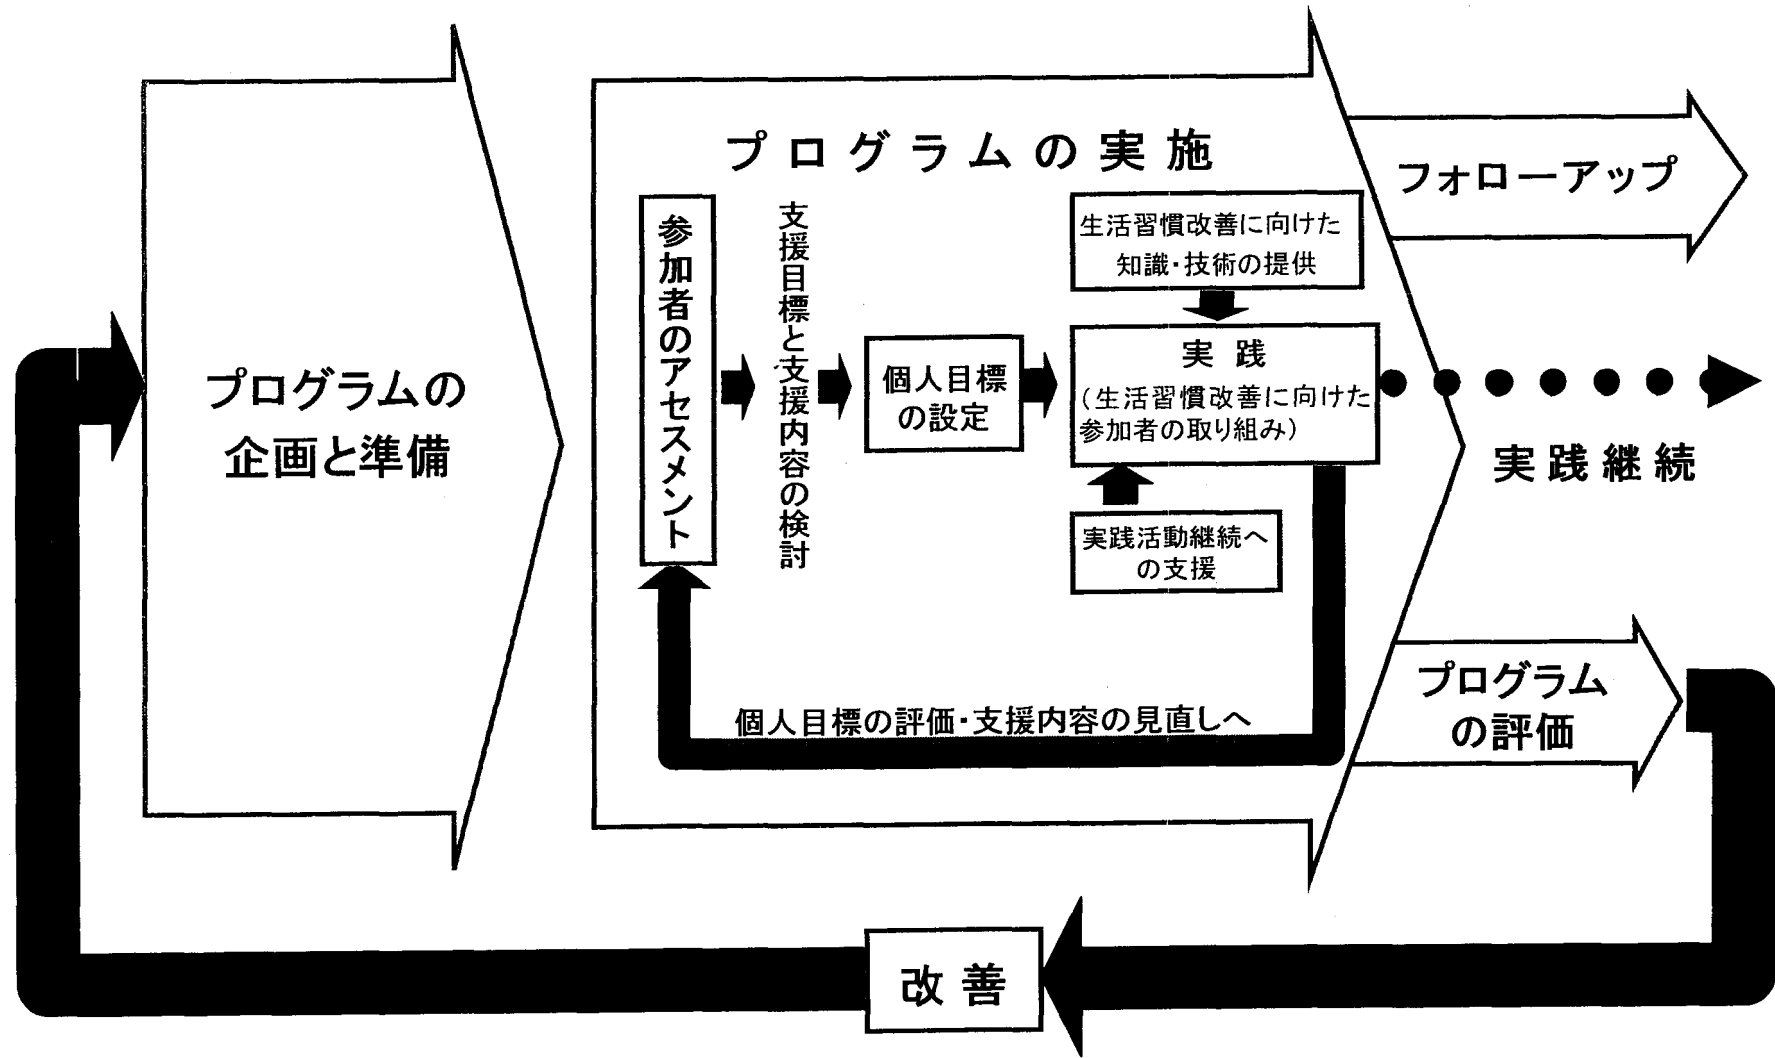 プログラムの
企画と準備
プログラムの実施
参加者のアセスメント
支援目標と支援内容の検討
個人目標
の設定
生活習慣改善に向けた
知識・技術の提供
実践
（生活習慣改善に向けた
参加者の取り組み）
実践活動継続へ
の支援
個人目標の評価・支援内容の見直しへ
フォローアップ
実践継続
プログラム
の評価
改善